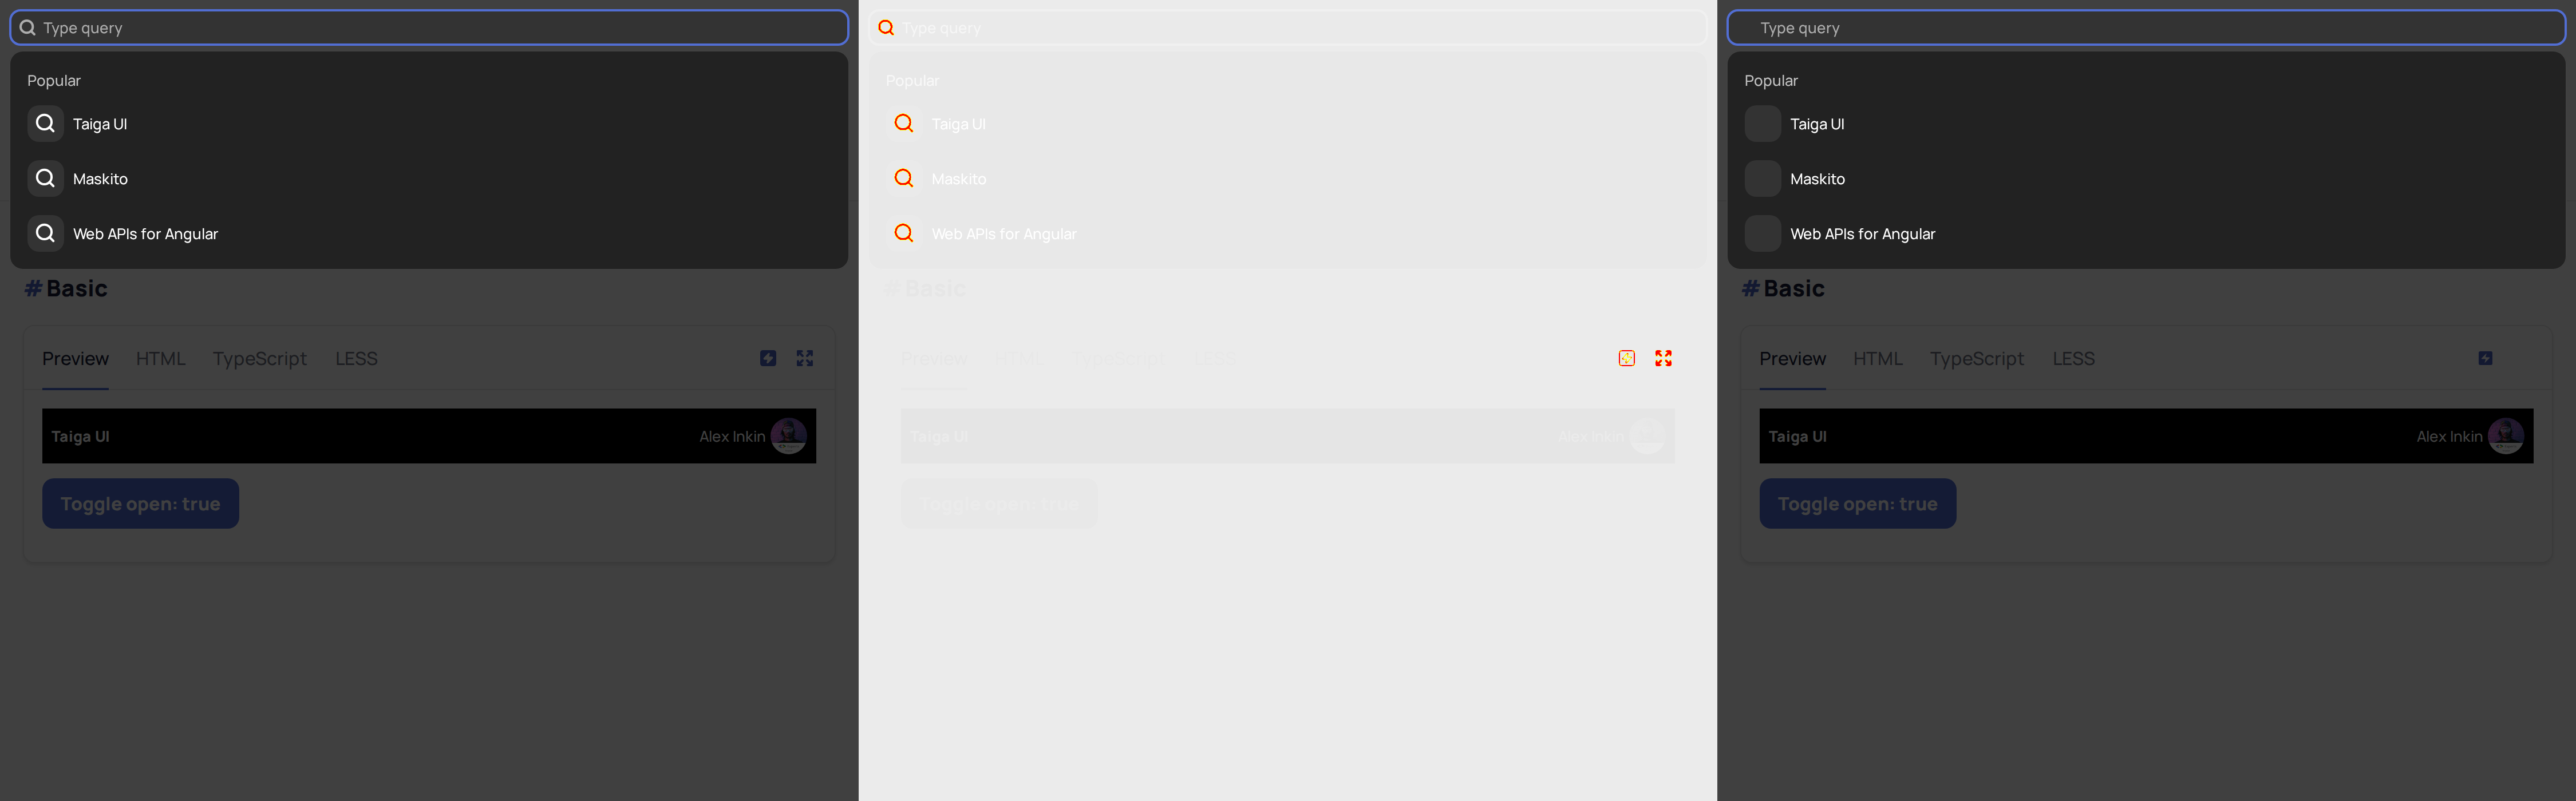 Type query
Popular
Taiga UI
Maskito
Web APIs for Angular
# Basic
Preview HTML TypeScript LESS
Taiga UI Alex Inkin
Toggle open: true
Type query
Popular
Taiga UI
Maskito
Web APIs for Angular
# Basic
Preview HTML TypeScript LESS
Taiga UI Alex Inkin
Toggle open: true
Type query
Popular
Taiga UI
Maskito
Web APIs for Angular
# Basic
Preview HTML TypeScript LESS
Taiga UI Alex Inkin
Toggle open: true